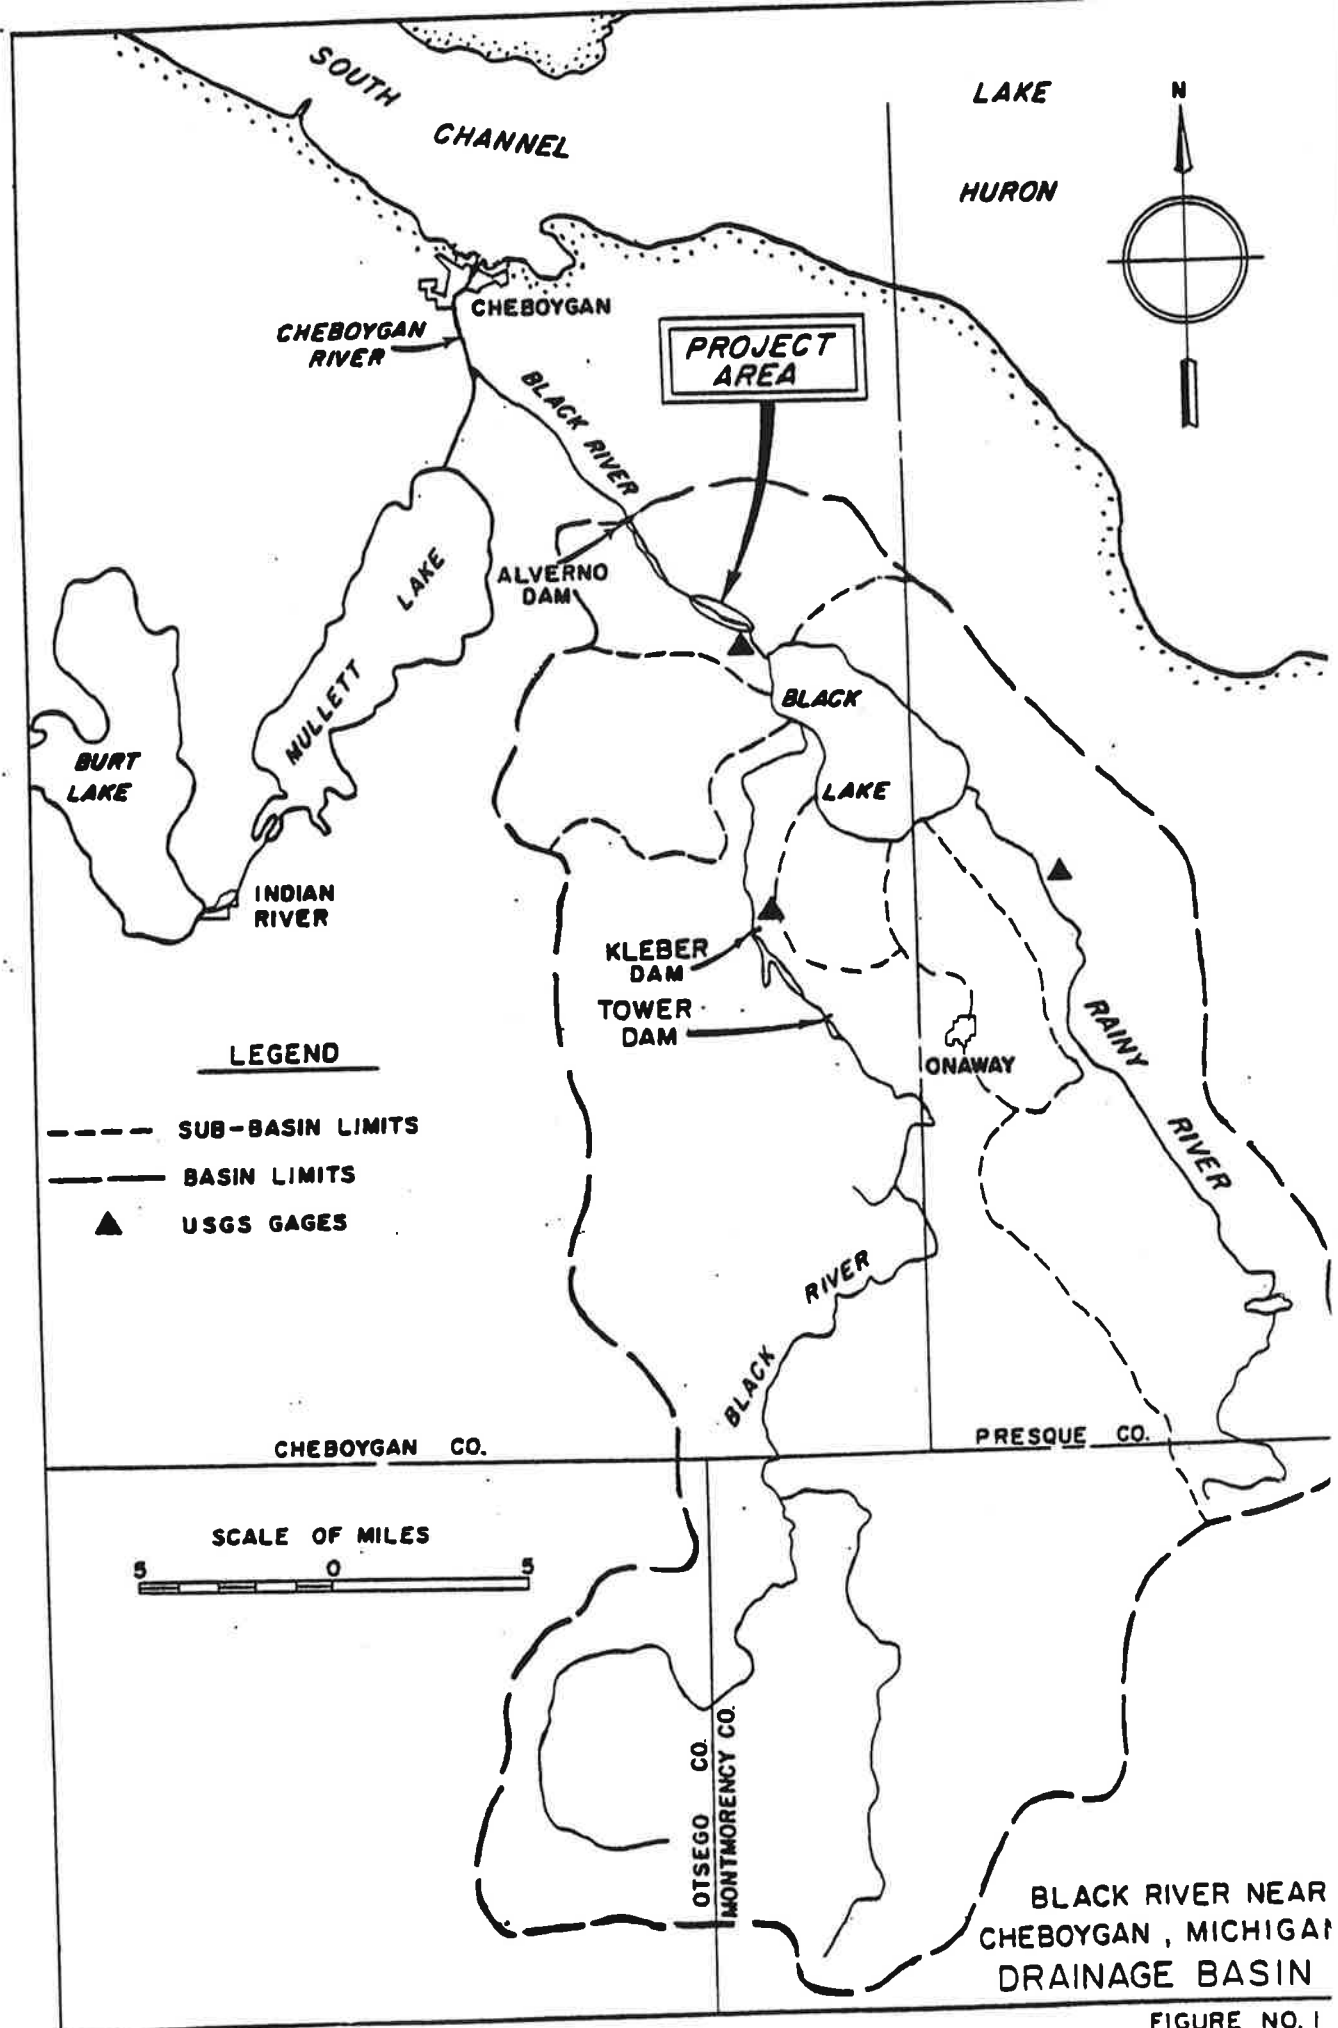 SOUTH
CHANNEL
LAKE
HURON
N
CHEBOYGAN
CHEBOYGAN
RIVER
PROJECT
AREA
BLACK RIVER
ALVERNO
DAM
MULLETT LAKE
BURT
LAKE
BLACK
LAKE
INDIAN
RIVER
KLEBER
DAM
TOWER
DAM
ONAWAY
RAINY
RIVER
LEGEND
SUB-BASIN LIMITS
BASIN LIMITS
USGS GAGES
BLACK RIVER
CHEBOYGAN CO.
PRESQUE CO.
SCALE OF MILES
5 0 5
OTSEGO CO.
MONTMORENCY CO.
BLACK RIVER NEAR
CHEBOYGAN, MICHIGAN
DRAINAGE BASIN
FIGURE NO. 1